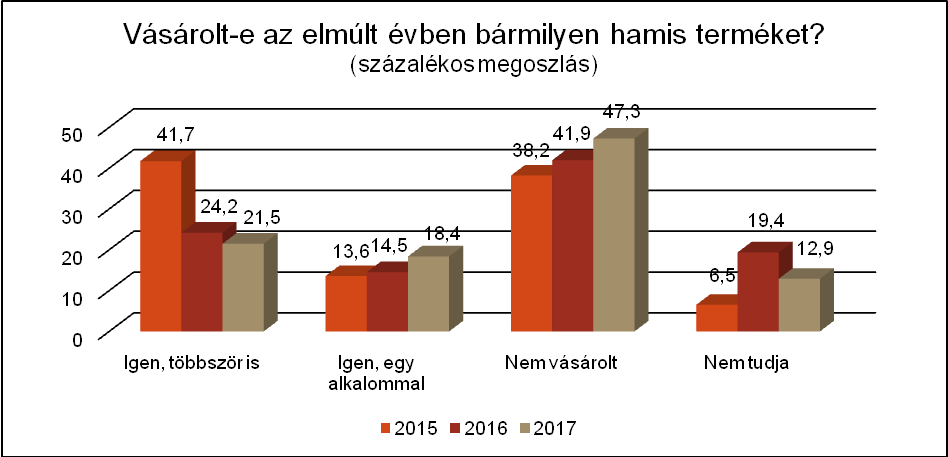 Vásárolt-e az elmúlt évben bármilyen hamis terméket?
(százalékos megoszlás)
50
40
30
20
10
0
41,7
24,2
21,5
13,6
14,5
18,4
38,2
41,9
47,3
6,5
19,4
12,9
Igen, többször is
Igen, egy
alkalommal
Nem vásárolt
Nem tudja
2015 2016 2017